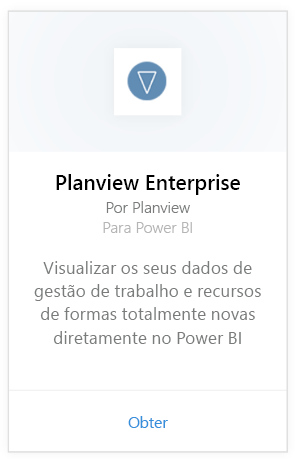 Planview Enterprise
Por Planview
Para Power BI
Visualizar os seus dados de
gestão de trabalho e recursos
de formas totalmente novas
diretamente no Power BI
Obter